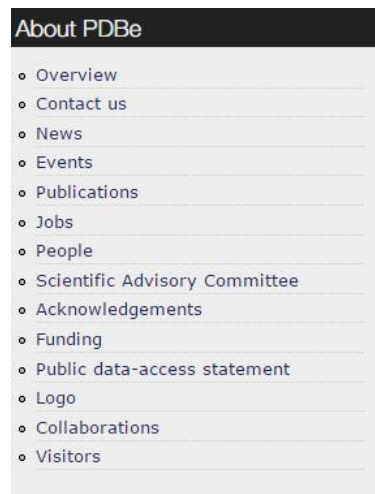 About PDBe
Overview
Contact us
News
Events
Publications
Jobs
People
Scientific Advisory Committee
Acknowledgements
Funding
Public data-access statement
Logo
Collaborations
Visitors